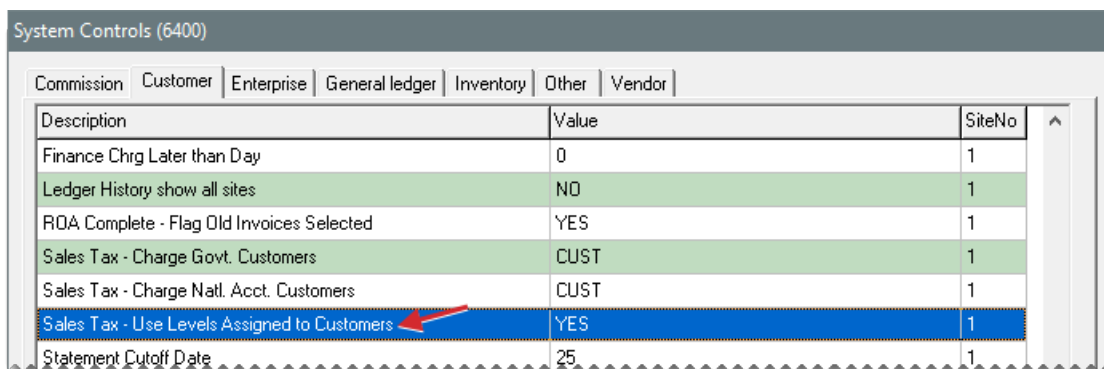 System Controls (6400)
Commission Customer Enterprise General ledger Inventory Other Vendor
Description Value SiteNo
Finance Chrg Later than Day 0 1
Ledger History show all sites NO 1
ROA Complete - Flag Old Invoices Selected YES 1
Sales Tax - Charge Govt. Customers CUST 1
Sales Tax - Charge Natl. Acct. Customers CUST 1
Sales Tax - Use Levels Assigned to Customers YES 1
Statement Cutoff Date 25 1